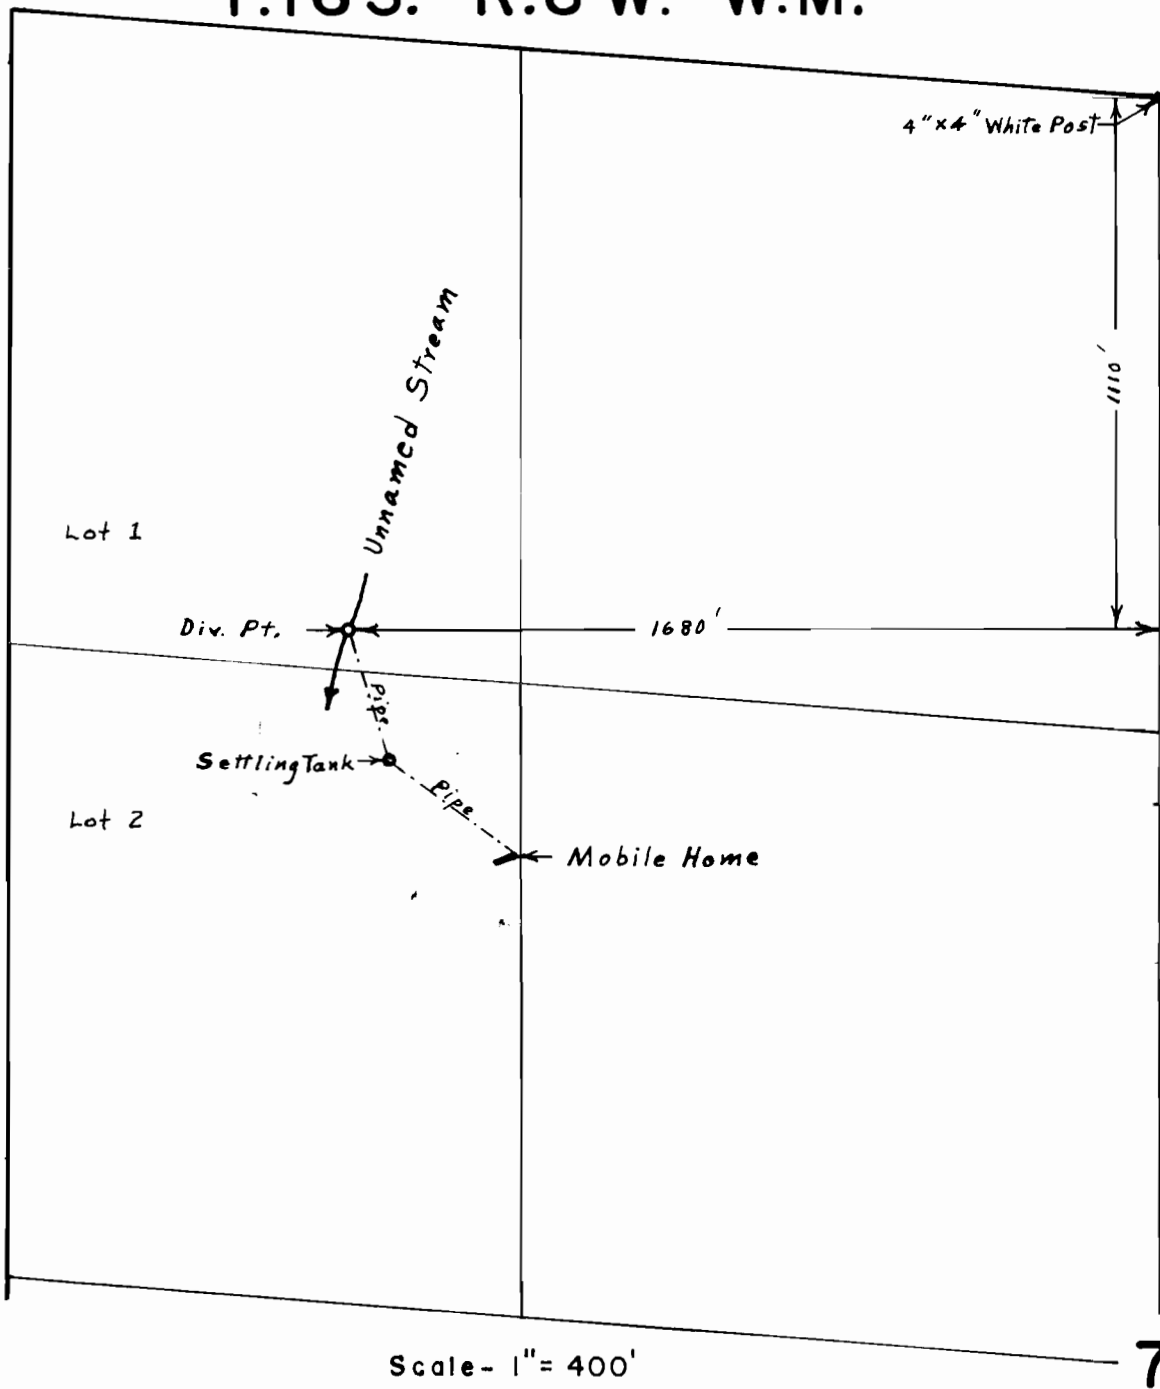 4"x4" White Post
1110'
Unnamed Stream
Lot 1
Div. Pt.
1680'
Pipe
Settling Tank
Pipe
Lot 2
Mobile Home
Scale- 1"= 400'
7